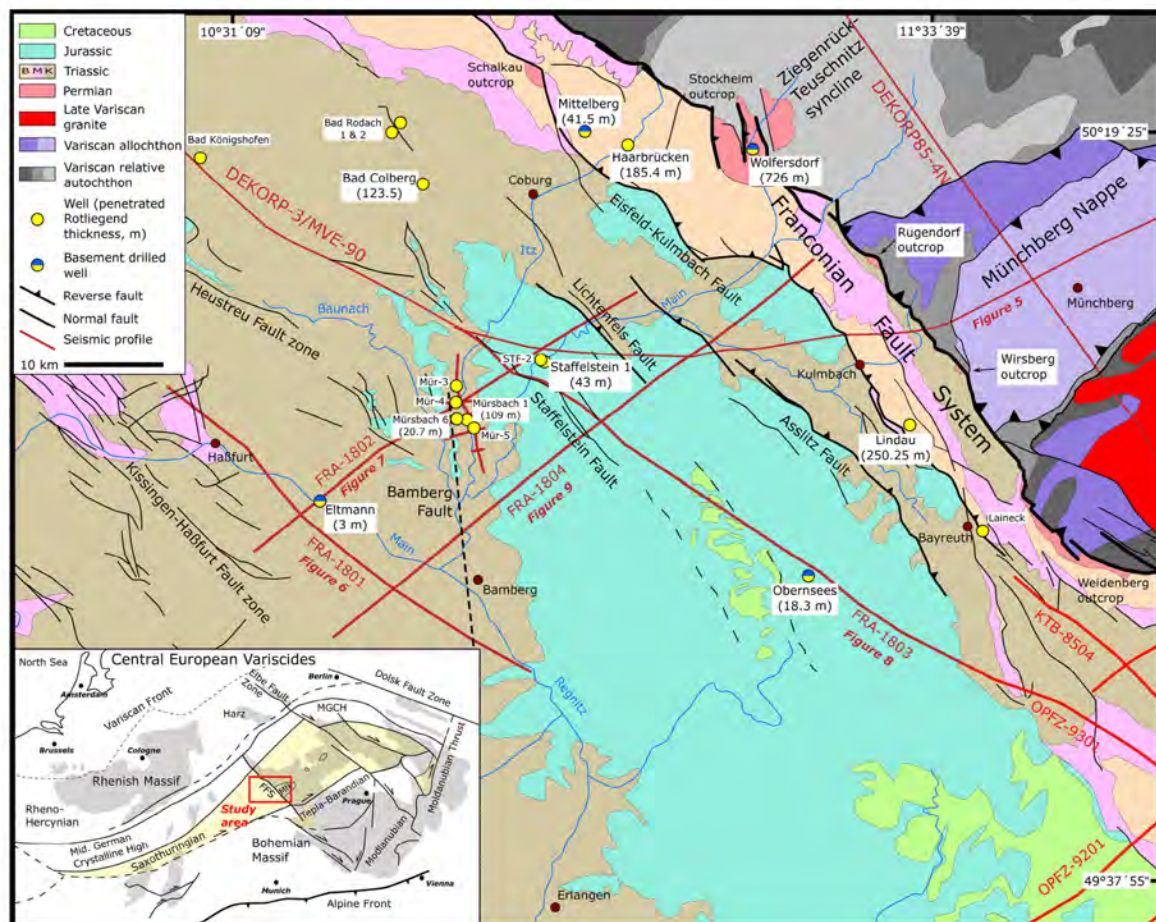 Cretaceous
Jurassic
B M K
Triassic
Permian
Late Variscan
granite
Variscan allochthon
Variscan relative
autochthon
Well (penetrated
Rotliegend
thickness, m)
Basement drilled
well
Reverse fault
Normal fault
Seismic profile
10 km
10°31´09"
11°33´39"
50°19´25"
49°37´55"
Schalkau
outcrop
Stockheim
outcrop
Ziegenrück-
Teuschnitz
syncline
DEKORP85-4N
Mittelberg
(41.5 m)
Haarbrücken
(185.4 m)
Wolfersdorf
(726 m)
Bad Rodach
1 & 2
Bad Königshofen
Bad Colberg
(123.5)
Coburg
DEKORP-3/MVE-90
Itz
Eisfeld-Kulmbach Fault
Franconian
Fault
System
Rugendorf
outcrop
Münchberg Nappe
Münchberg
Figure 5
Wirsberg
outcrop
Heustreu Fault zone
Baunach
Lichtenfels Fault
Main
Kulmbach
STF-2
Staffelstein 1
(43 m)
Mür-3
Mür-4
Mürsbach 1
(109 m)
Mürsbach 6
(20.7 m)
Mür-5
Staffelstein Fault
Asslitz Fault
Lindau
(250.25 m)
Haßfurt
FRA-1802
Figure 7
Bamberg
Fault
FRA-1804
Figure 9
Kissingen-Haßfurt Fault zone
Eltmann
(3 m)
Main
FRA-1801
Figure 6
Bamberg
Laineck
Bayreuth
Weidenberg
outcrop
Obernsees
(18.3 m)
FRA-1803
Figure 8
KTB-8504
OPFZ-9301
OPFZ-9201
Regnitz
Erlangen
Central European Variscides
North Sea
Amsterdam
Berlin
Dolsk Fault Zone
Elbe Fault
Zone
Variscan Front
Harz
MGCH
Brussels
Cologne
Rhenish Massif
Moldanubian Thrust
FFS
Study
area
Tepla-Barandian
Prague
Rheno-
Hercynian
Mid. German
Crystalline High
Saxothuringian
Bohemian
Massif
Munich
Vienna
Alpine Front